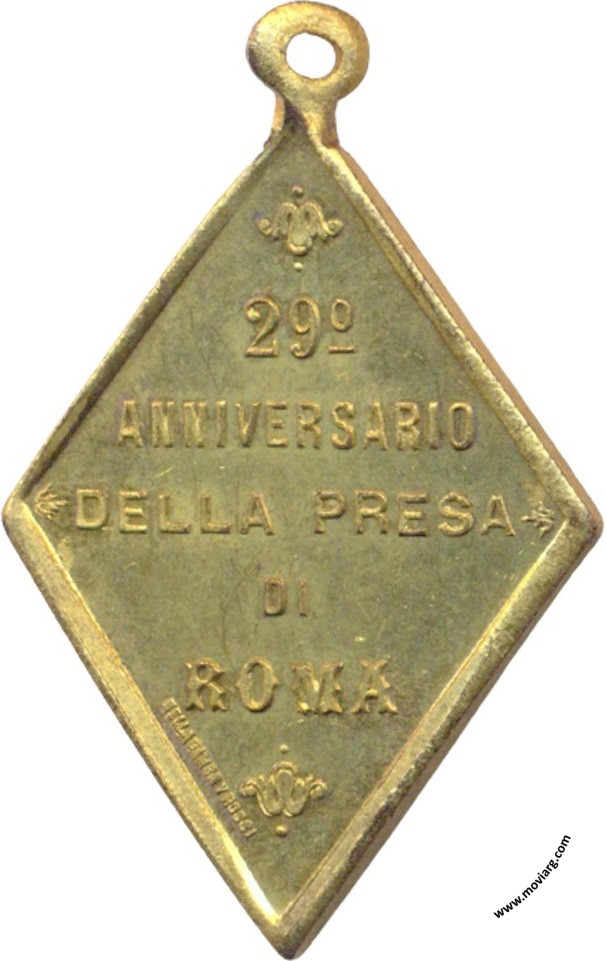 29º
ANNIVERSARIO
DELLA PRESA
DI
ROMA
www.moviarg.com